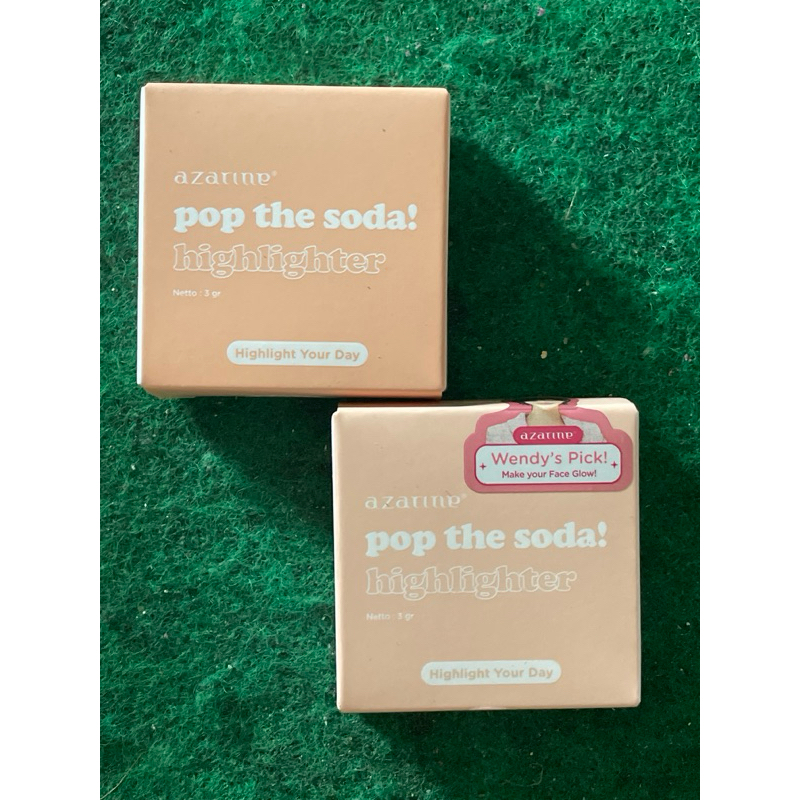 azarine®
pop the soda!
highlighter
Netto : 3 gr
Highlight Your Day
azarine
Wendy's Pick!
Make your Face Glow!
azarine®
pop the soda!
highlighter
Netto : 3 gr
Highlight Your Day